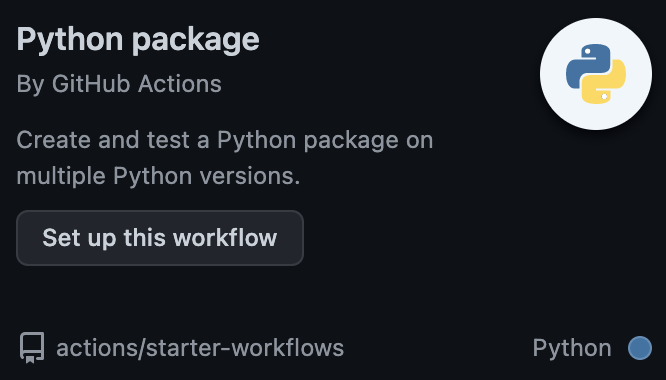 Python package
By GitHub Actions
Create and test a Python package on
multiple Python versions.
Set up this workflow
actions/starter-workflows
Python